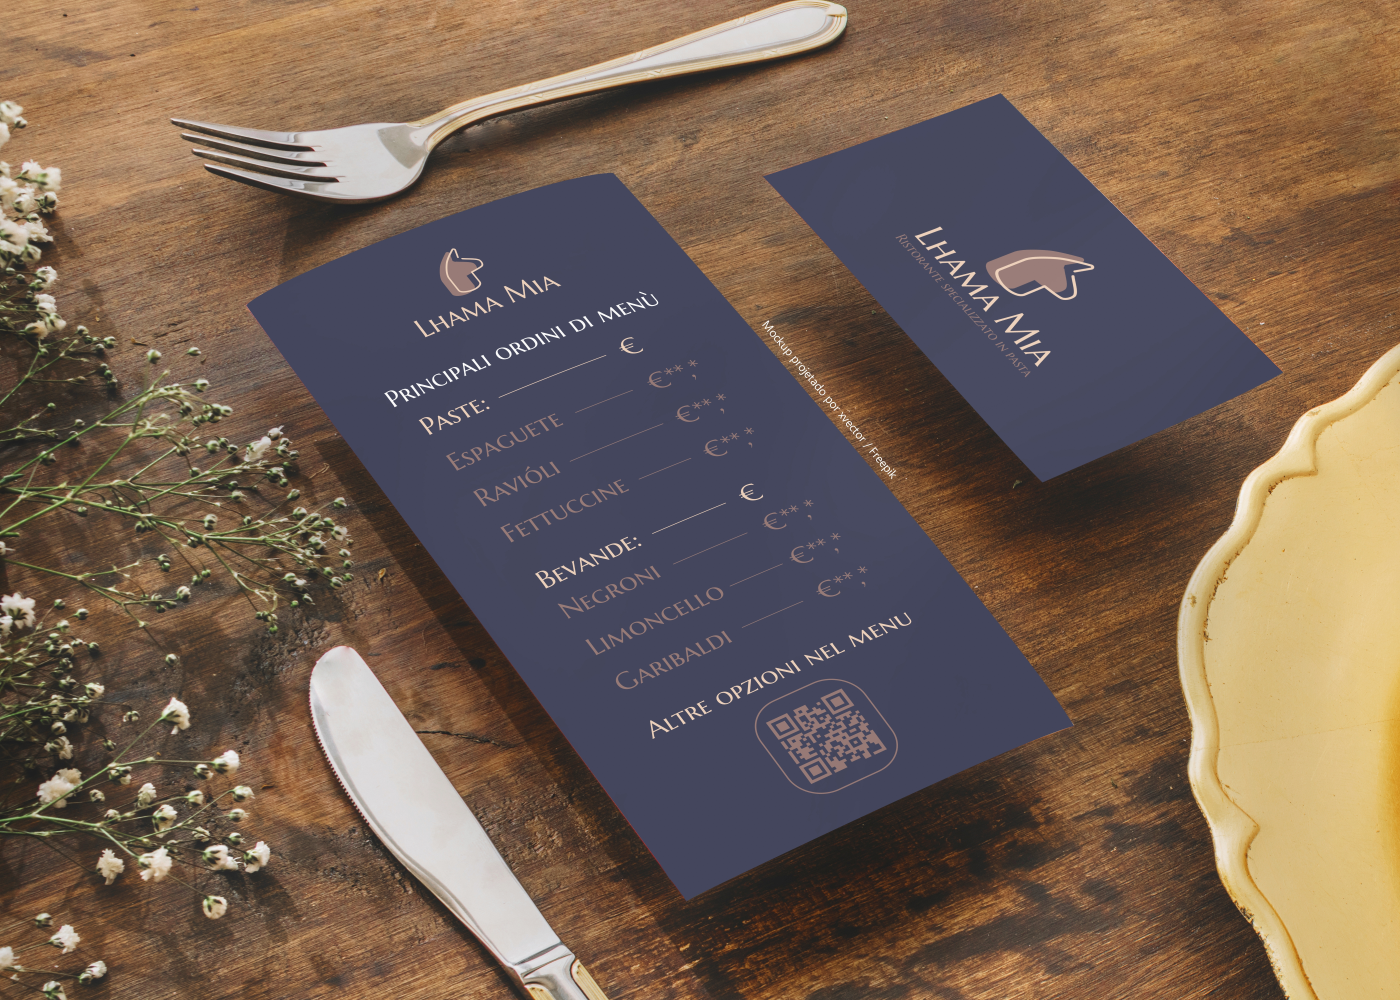 Lhama Mia
Principali ordini di menù
Paste: €
Espaguete €**,*
Ravióli €**,*
Fettuccine €**,*
Bevande: €
Negroni €**,*
Limoncello €**,*
Garibaldi €**,*
Altre opzioni nel menu
Mockup projetado por xvector / Freepik
Lhama Mia
Ristorante specializzato in pasta